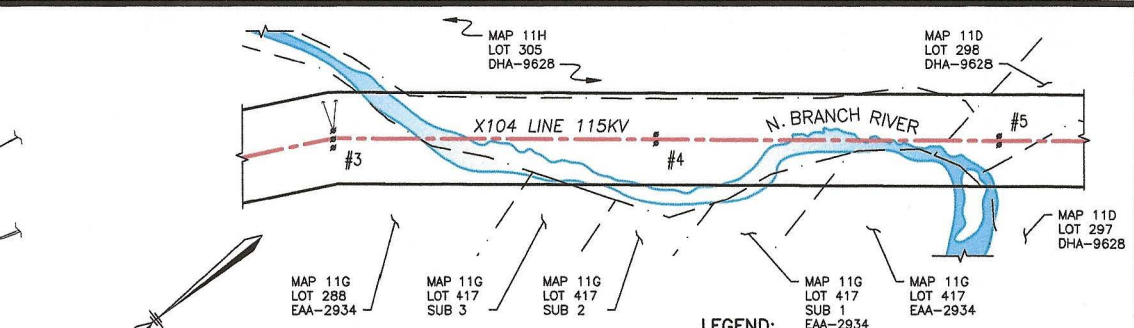 MAP 11H
LOT 305
DHA-9628
MAP 11D
LOT 298
DHA-9628
X104 LINE 115KV
N. BRANCH RIVER
#3
#4
#5
MAP 11D
LOT 297
DHA-9628
MAP 11G
LOT 288
EAA-2934
MAP 11G
LOT 417
SUB 3
MAP 11G
LOT 417
SUB 2
MAP 11G
LOT 417
SUB 1
EAA-2934
MAP 11G
LOT 417
EAA-2934
LEGEND: